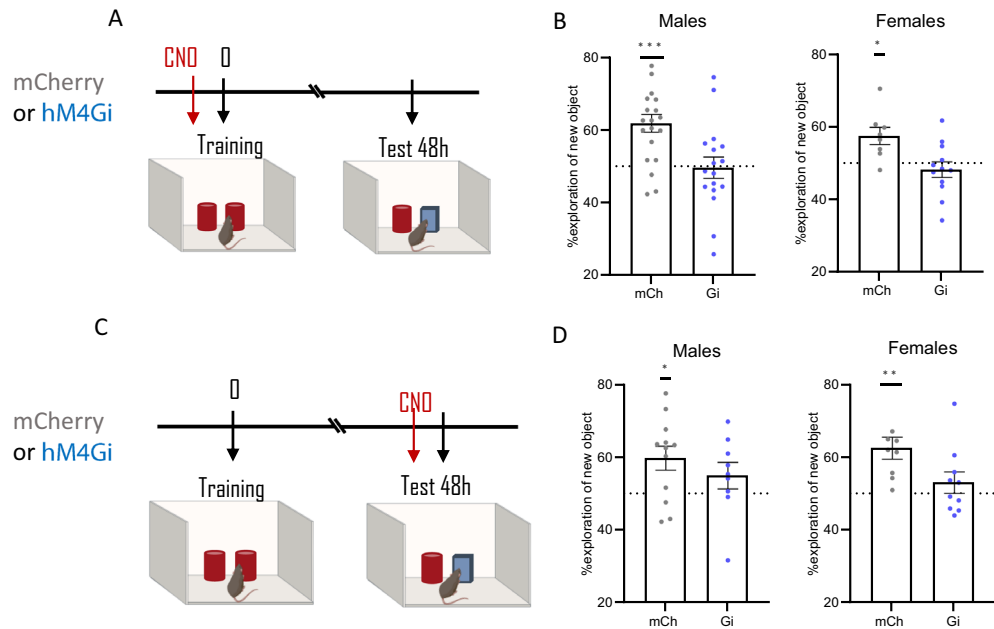 A
CNO
0
mCherry
or hM4Gi
Training
Test 48h
B
Males
***
%exploration of new object
80
60
40
20
mCh
Gi
Females
*
%exploration of new object
80
60
40
20
mCh
Gi
C
0
CNO
mCherry
or hM4Gi
Training
Test 48h
D
Males
*
%exploration of new object
80
60
40
20
mCh
Gi
Females
**
%exploration of new object
80
60
40
20
mCh
Gi